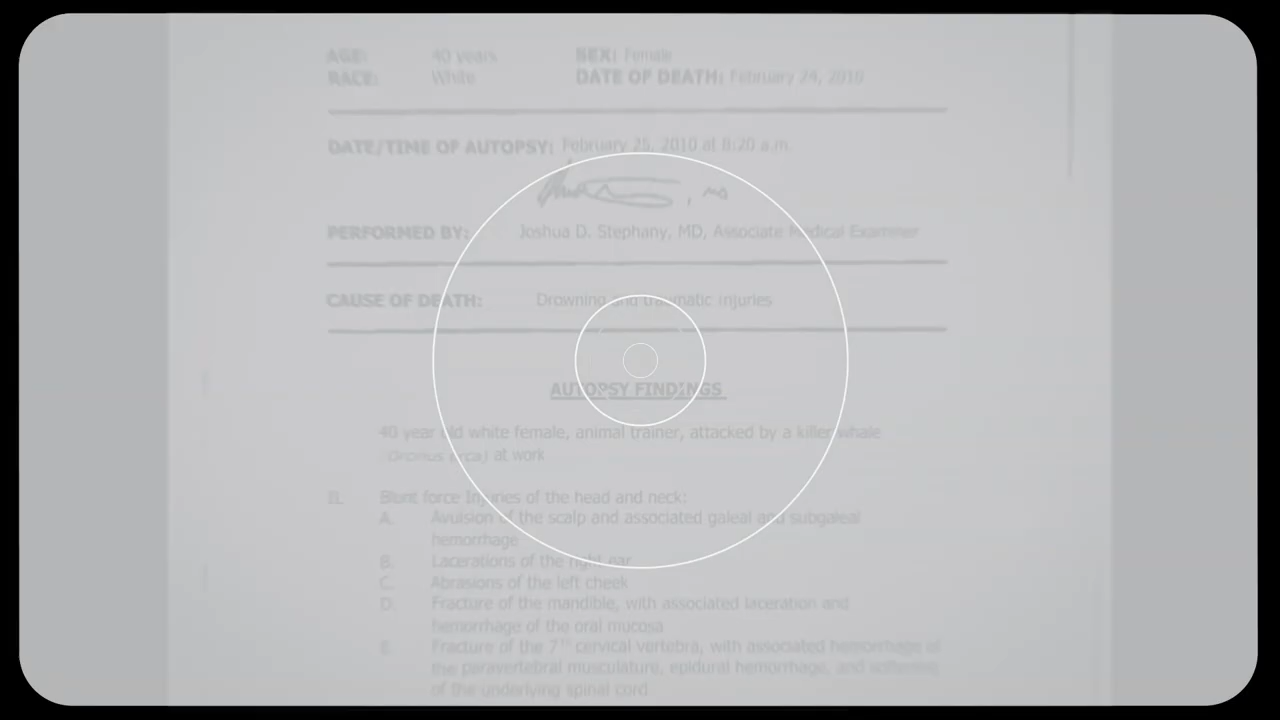 AGE: 40 years SEX: Female
RACE: White DATE OF DEATH: February 24, 2010
DATE/TIME OF AUTOPSY: February 25, 2010 at 8:20 a.m.
, MD
PERFORMED BY: Joshua D. Stephany, MD, Associate Medical Examiner
CAUSE OF DEATH: Drowning and traumatic injuries
AUTOPSY FINDINGS
40 year old white female, animal trainer, attacked by a killer whale
(Orcinus orca) at work
II. Blunt force Injuries of the head and neck:
A. Avulsion of the scalp and associated galeal and subgaleal
hemorrhage
B. Lacerations of the right ear
C. Abrasions of the left cheek
D. Fracture of the mandible, with associated laceration and
hemorrhage of the oral mucosa
E. Fracture of the 7th cervical vertebra, with associated hemorrhage of
the paravertebral musculature, epidural hemorrhage, and softening
of the underlying spinal cord